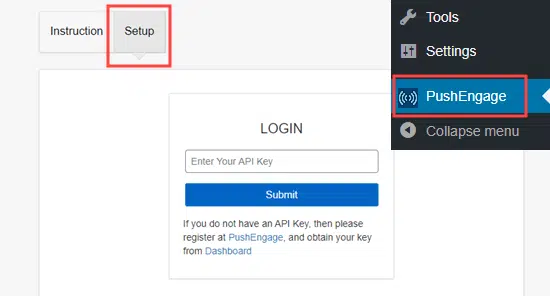 Instruction
Setup
LOGIN
Enter Your API Key
Submit
If you do not have an API Key, then please
register at PushEngage, and obtain your key
from Dashboard
Tools
Settings
PushEngage
Collapse menu